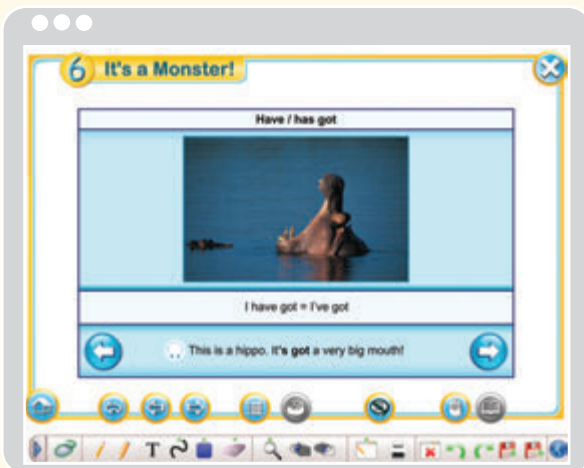 6 It's a Monster!
Have / has got
I have got = I've got
This is a hippo. It's got a very big mouth!
T